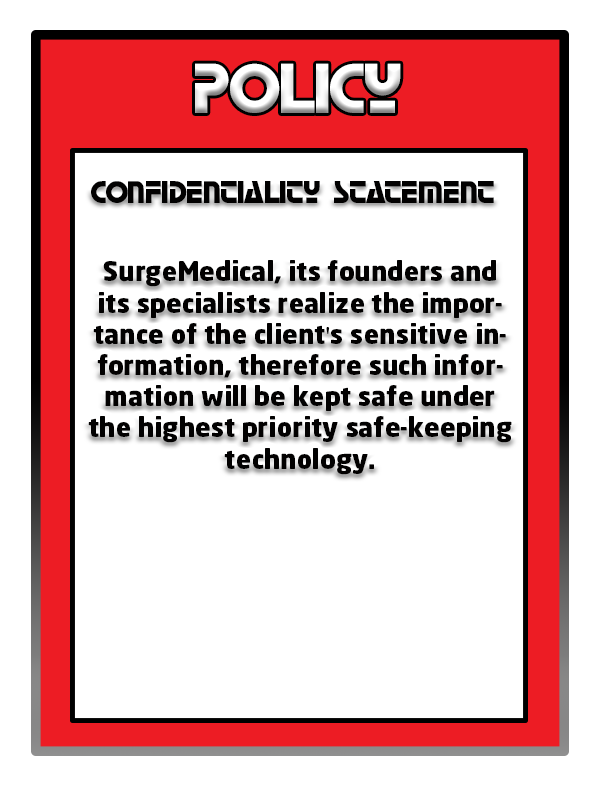 POLICY
CONFIDENTIALITY STATEMENT
SurgeMedical, its founders and
its specialists realize the impor-
tance of the client's sensitive in-
formation, therefore such infor-
mation will be kept safe under
the highest priority safe-keeping
technology.